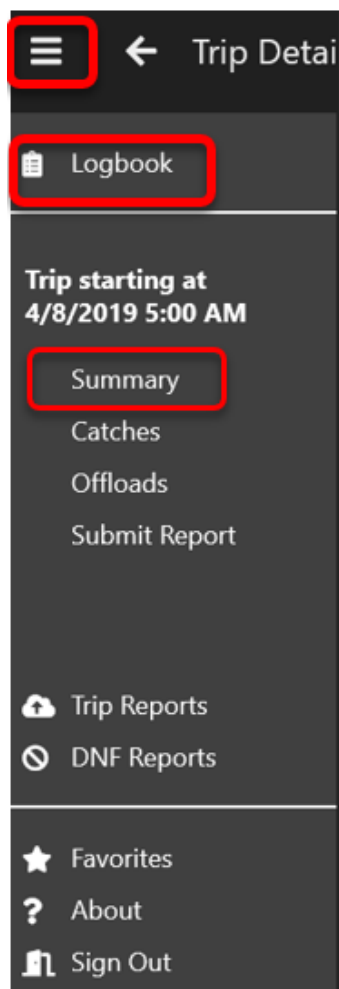 Trip Detai
Logbook
Trip starting at
4/8/2019 5:00 AM
Summary
Catches
Offloads
Submit Report
Trip Reports
DNF Reports
Favorites
? About
Sign Out